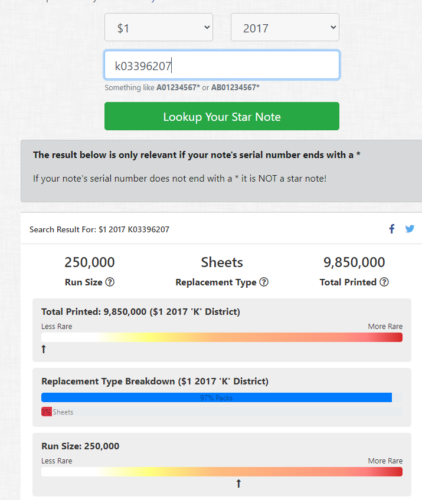 $1 2017
k03396207
Something like A01234567* or AB01234567*
Lookup Your Star Note
The result below is only relevant if your note's serial number ends with a *
If your note's serial number does not end with a * it is NOT a star note!
Search Result For: $1 2017 K03396207
250,000 Sheets 9,850,000
Run Size Replacement Type Total Printed
Total Printed: 9,850,000 ($1 2017 'K' District)
Less Rare More Rare
Replacement Type Breakdown ($1 2017 'K' District)
97% Packs
Sheets
Run Size: 250,000
Less Rare More Rare